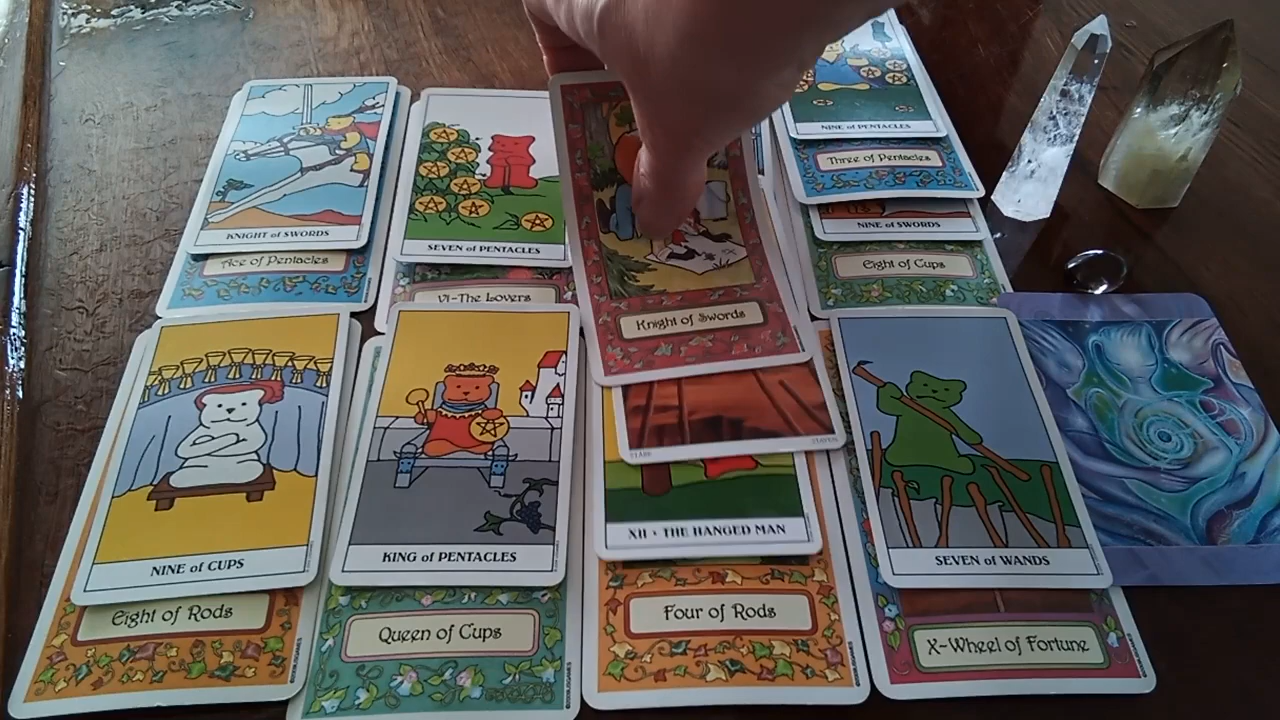 NINE of PENTACLES
Three of Pentacles
NINE of SWORDS
Eight of Cups
KNIGHT of SWORDS
Ace of Pentacles
SEVEN of PENTACLES
VI-The Lovers
Knight of Swords
NINE of CUPS
Eight of Rods
KING of PENTACLES
Queen of Cups
STÄBE
STAVEN
XII • THE HANGED MAN
Four of Rods
SEVEN of WANDS
X-Wheel of Fortune